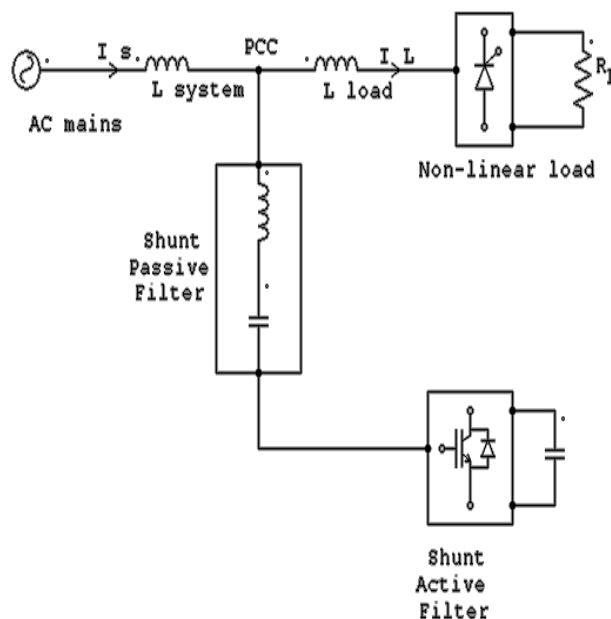 I s
PCC
I L
L system
L load
R
AC mains
Non-linear load
Shunt
Passive
Filter
Shunt
Active
Filter